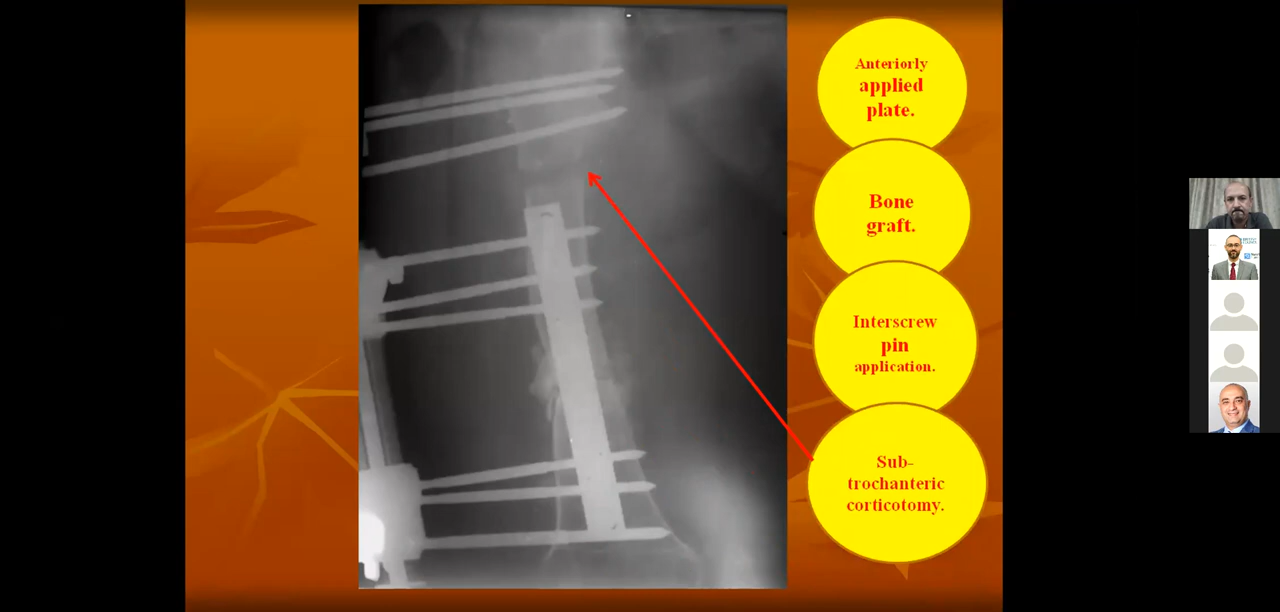 Anteriorly
applied
plate.
Bone
graft.
Interscrew
pin
application.
Sub-
trochanteric
corticotomy.